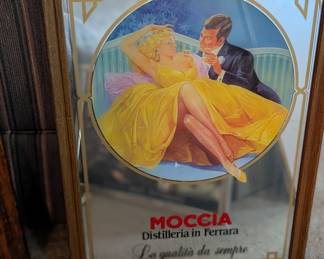 MOCCIA
Distilleria in Ferrara
La qualità da sempre